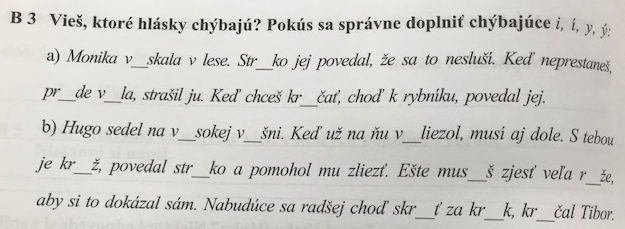 B 3 Vieš, ktoré hlásky chýbajú? Pokús sa správne doplniť chýbajúce i, í, y, ý:
a) Monika v__skala v lese. Str__ko jej povedal, že sa to nesluší. Keď neprestaneš,
pr__de v__la, strašil ju. Keď chceš kr__čať, choď k rybníku, povedal jej.
b) Hugo sedel na v__sokej v__šni. Keď už na ňu v__liezol, musí aj dole. S tebou
je kr__ž, povedal str__ko a pomohol mu zliezť. Ešte mus__š zjesť veľa r__že,
aby si to dokázal sám. Nabudúce sa radšej choď skr__ť za kr__k, kr__čal Tibor.